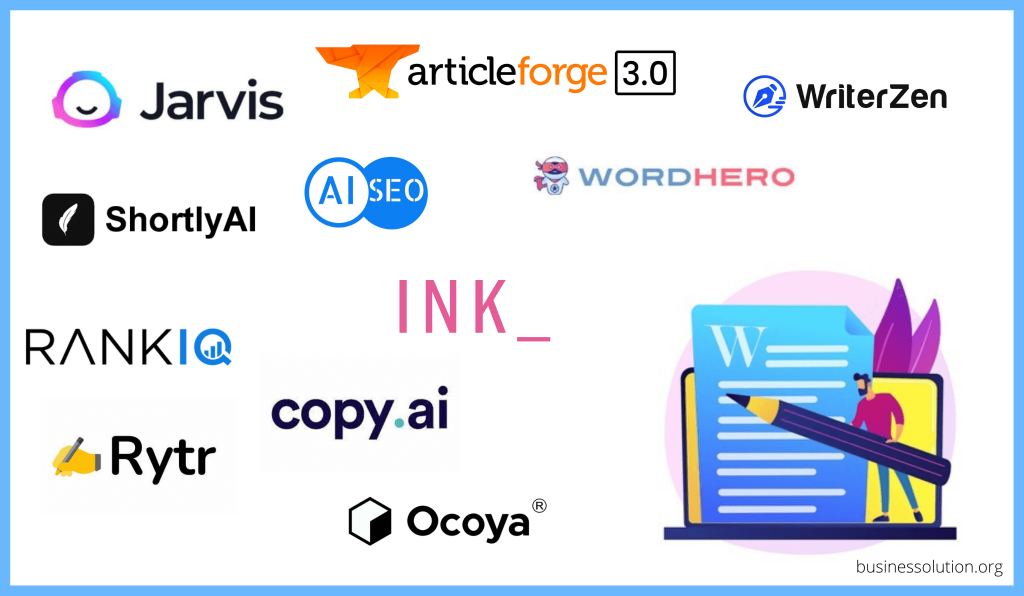 Jarvis
articleforge 3.0
WriterZen
ShortlyAI
AI SEO
WORDHERO
INK_
RANKIQ
copy.ai
W
Rytr
Ocoya®
businessolution.org